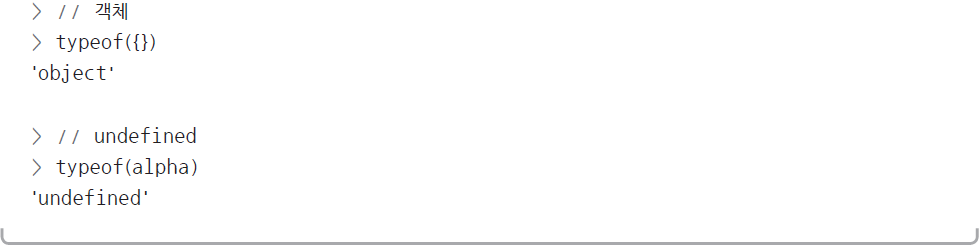 > // 객체
> typeof({})
'object'
> // undefined
> typeof(alpha)
'undefined'